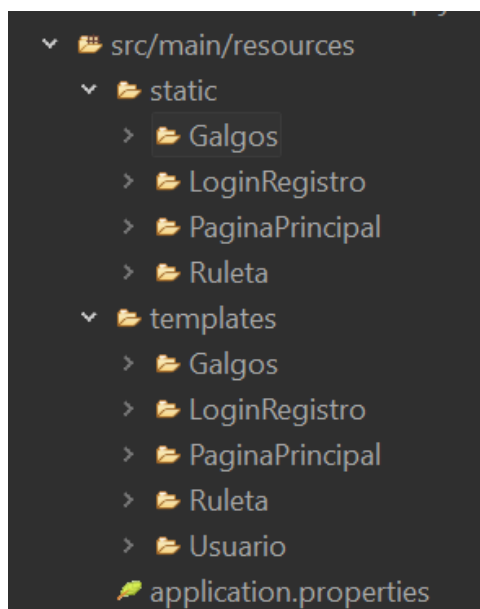 src/main/resources
static
Galgos
LoginRegistro
PaginaPrincipal
Ruleta
templates
Galgos
LoginRegistro
PaginaPrincipal
Ruleta
Usuario
application.properties